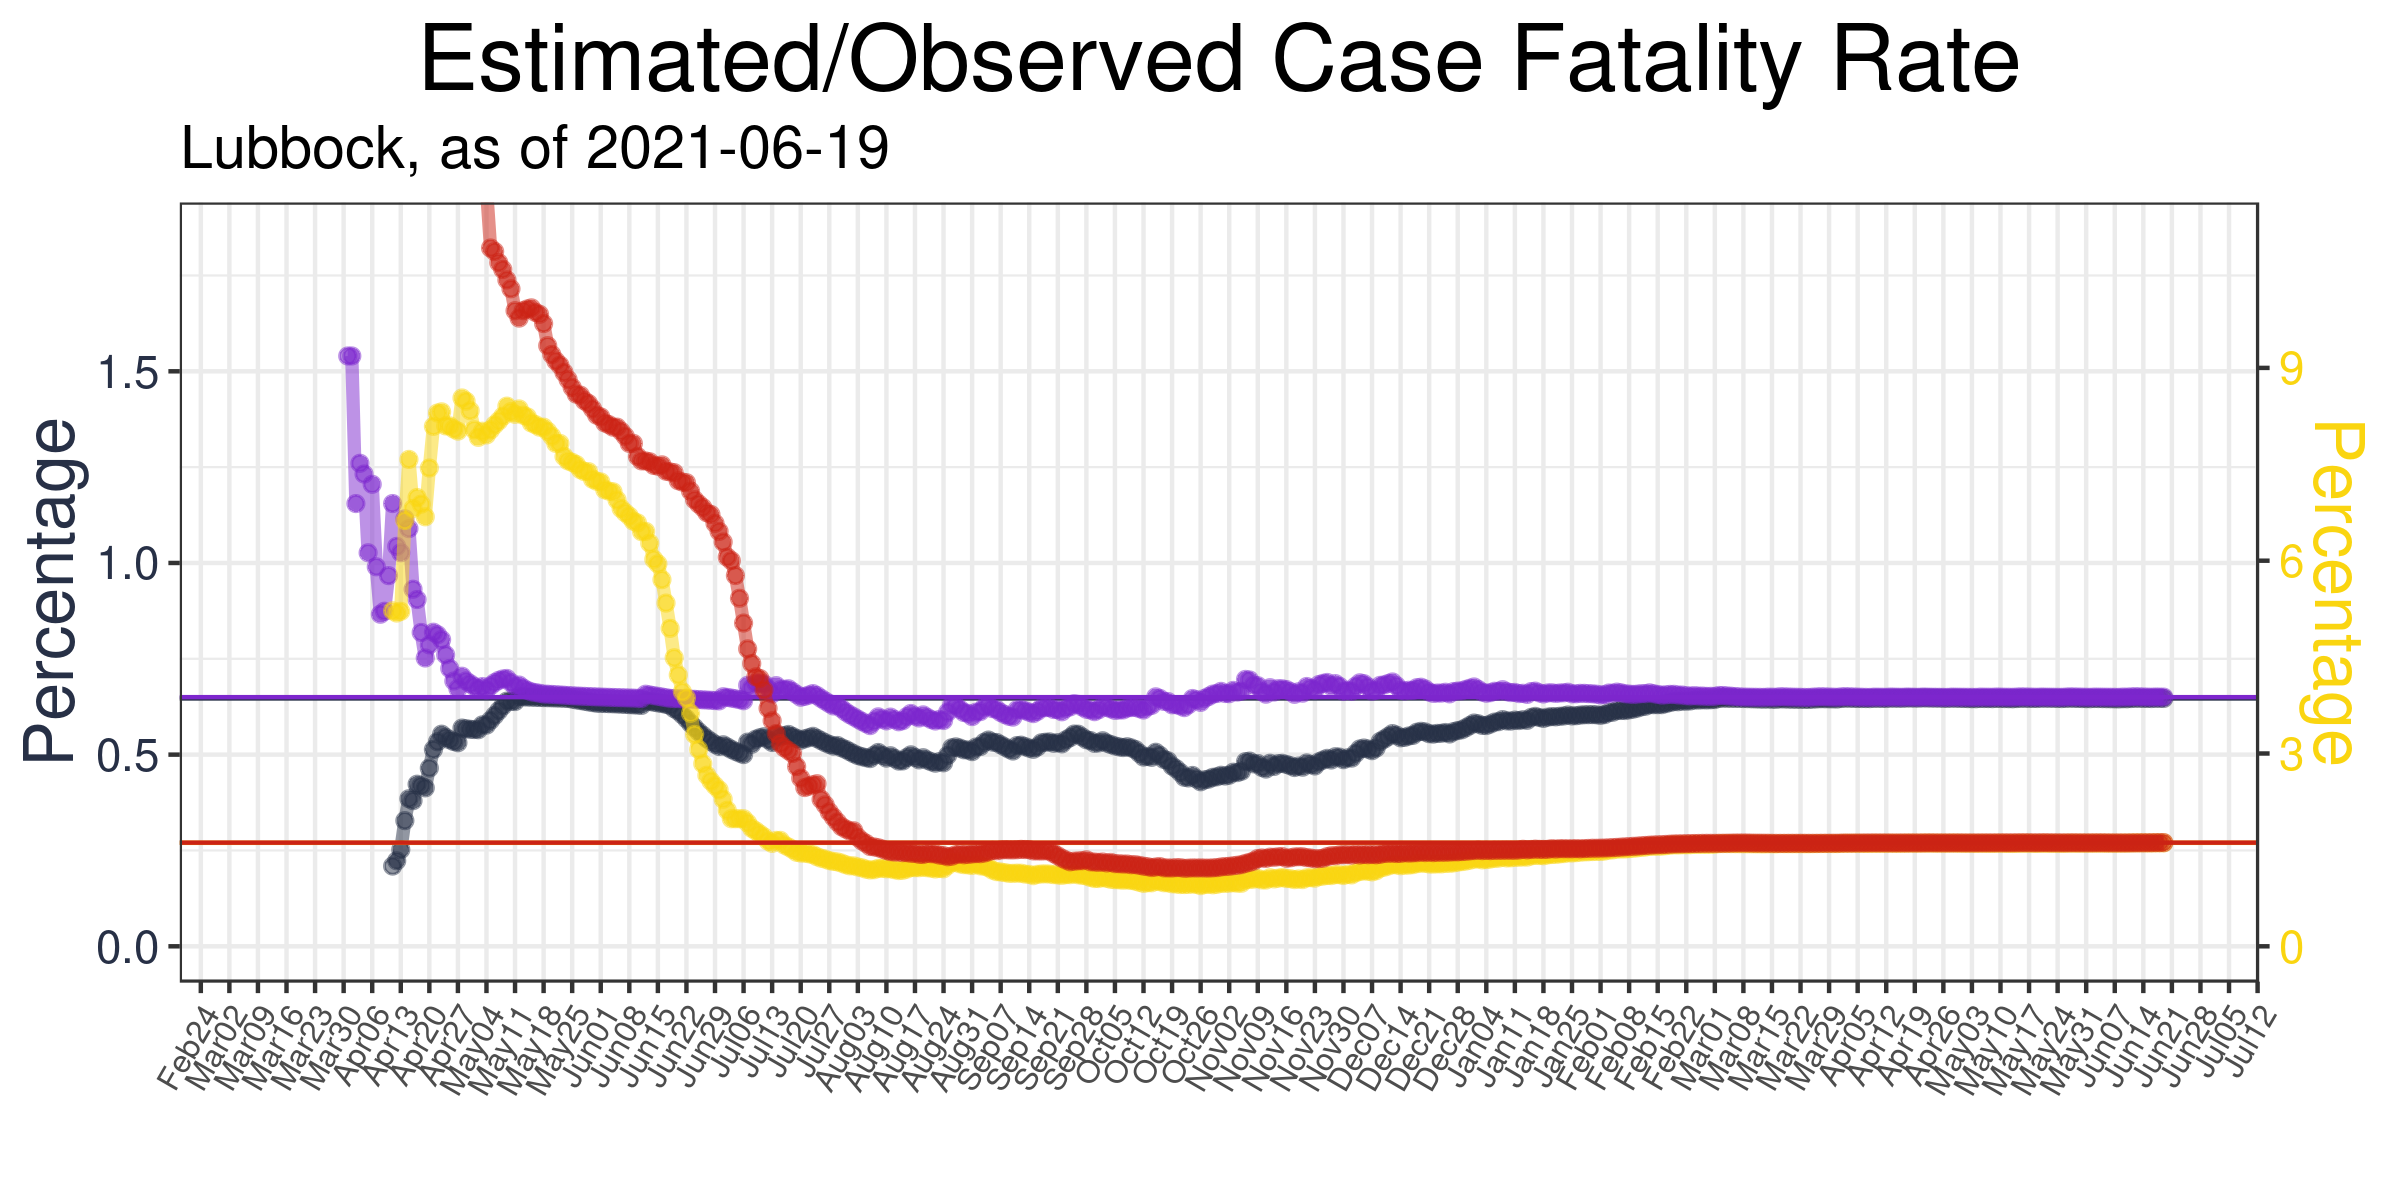 Estimated/Observed Case Fatality Rate
Lubbock, as of 2021-06-19
Percentage
1.5
1.0
0.5
0.0
9
6
3
0
Percentage
Feb24
Mar02
Mar09
Mar16
Mar23
Mar30
Apr06
Apr13
Apr20
Apr27
May04
May11
May18
May25
Jun01
Jun08
Jun15
Jun22
Jun29
Jul06
Jul13
Jul20
Jul27
Aug03
Aug10
Aug17
Aug24
Aug31
Sep07
Sep14
Sep21
Sep28
Oct05
Oct12
Oct19
Oct26
Nov02
Nov09
Nov16
Nov23
Nov30
Dec07
Dec14
Dec21
Dec28
Jan04
Jan11
Jan18
Jan25
Feb01
Feb08
Feb15
Feb22
Mar01
Mar08
Mar15
Mar22
Mar29
Apr05
Apr12
Apr19
Apr26
May03
May10
May17
May24
May31
Jun07
Jun14
Jun21
Jun28
Jul05
Jul12